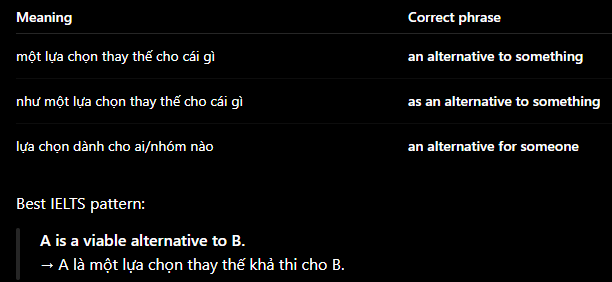 Meaning Correct phrase
một lựa chọn thay thế cho cái gì an alternative to something
như một lựa chọn thay thế cho cái gì as an alternative to something
lựa chọn dành cho ai/nhóm nào an alternative for someone
Best IELTS pattern:
A is a viable alternative to B.
→ A là một lựa chọn thay thế khả thi cho B.